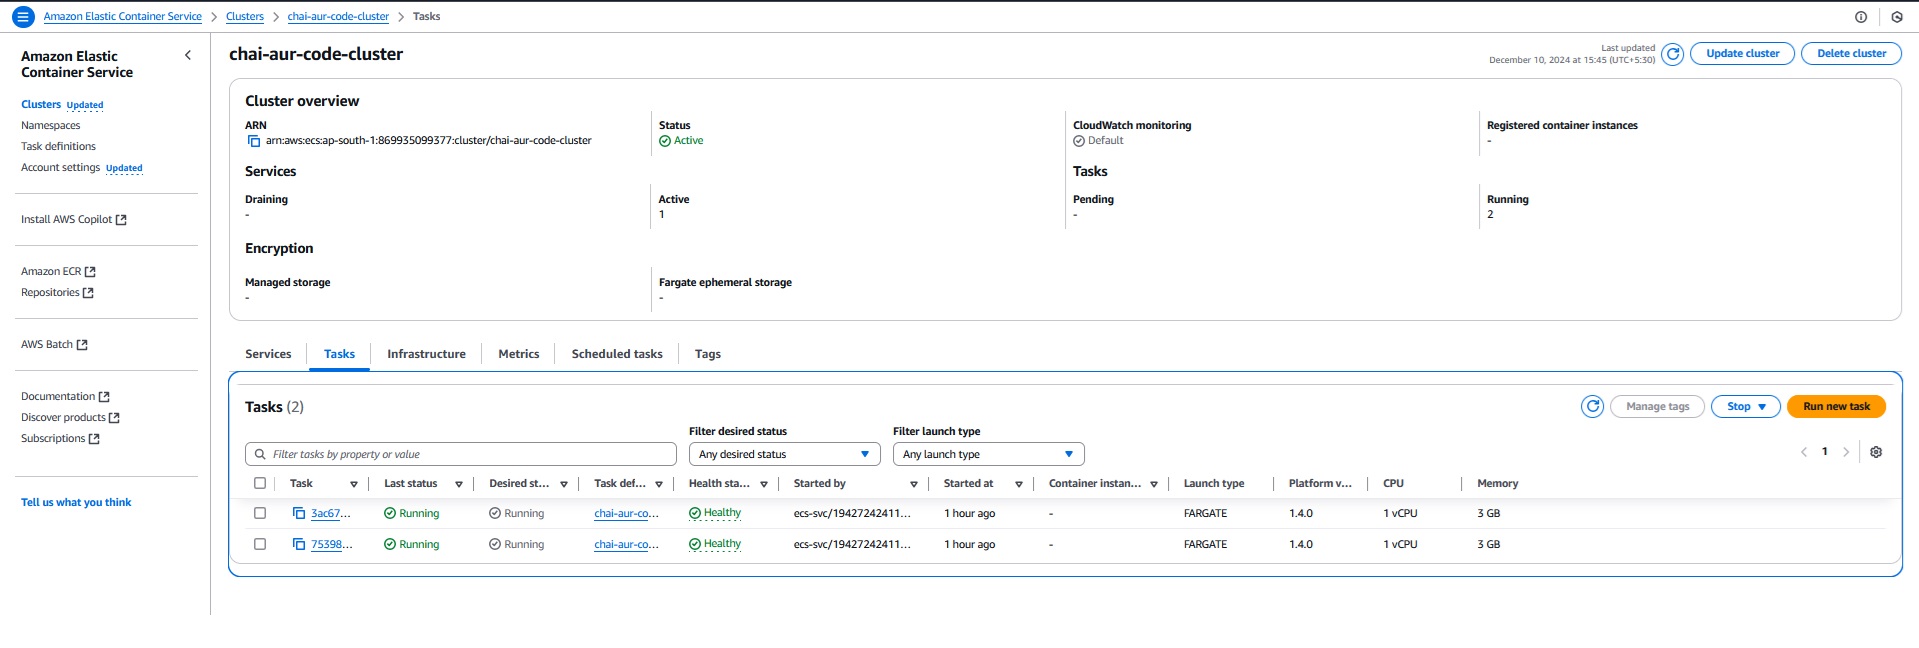 Amazon Elastic Container Service > Clusters > chai-aur-code-cluster > Tasks
Amazon Elastic
Container Service
Clusters Updated
Namespaces
Task definitions
Account settings Updated
Install AWS Copilot
Amazon ECR
Repositories
AWS Batch
Documentation
Discover products
Subscriptions
Tell us what you think
chai-aur-code-cluster
Last updated
December 10, 2024 at 15:45 (UTC+5:30)
Update cluster
Delete cluster
Cluster overview
ARN
arn:aws:ecs:ap-south-1:869935099377:cluster/chai-aur-code-cluster
Status
Active
CloudWatch monitoring
Default
Registered container instances
-
Services
Tasks
Draining
-
Active
1
Pending
-
Running
2
Encryption
Managed storage
-
Fargate ephemeral storage
-
Services Tasks Infrastructure Metrics Scheduled tasks Tags
Tasks (2)
Manage tags Stop Run new task
Filter desired status Filter launch type
Filter tasks by property or value Any desired status Any launch type
1
Task Last status Desired st... Task def... Health sta... Started by Started at Container instan... Launch type Platform v... CPU Memory
3ac67... Running Running chai-aur-co... Healthy ecs-svc/19427242411... 1 hour ago - FARGATE 1.4.0 1 vCPU 3 GB
75398... Running Running chai-aur-co... Healthy ecs-svc/19427242411... 1 hour ago - FARGATE 1.4.0 1 vCPU 3 GB